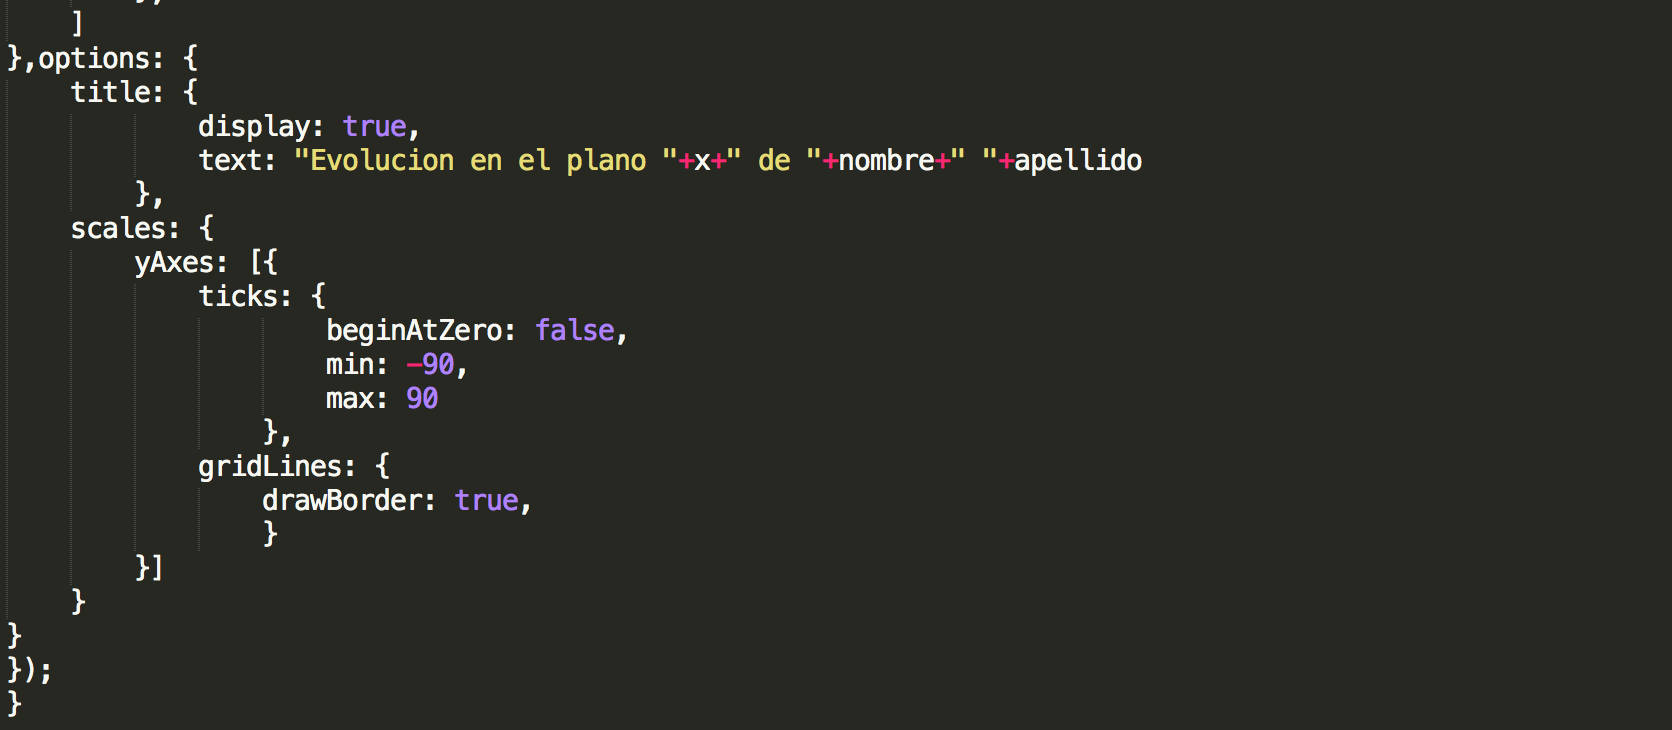 ]
},options: {
title: {
display: true,
text: "Evolucion en el plano "+x+" de "+nombre+" "+apellido
},
scales: {
yAxes: [{
ticks: {
beginAtZero: false,
min: -90,
max: 90
},
gridLines: {
drawBorder: true,
}
}]
}
}
});
}